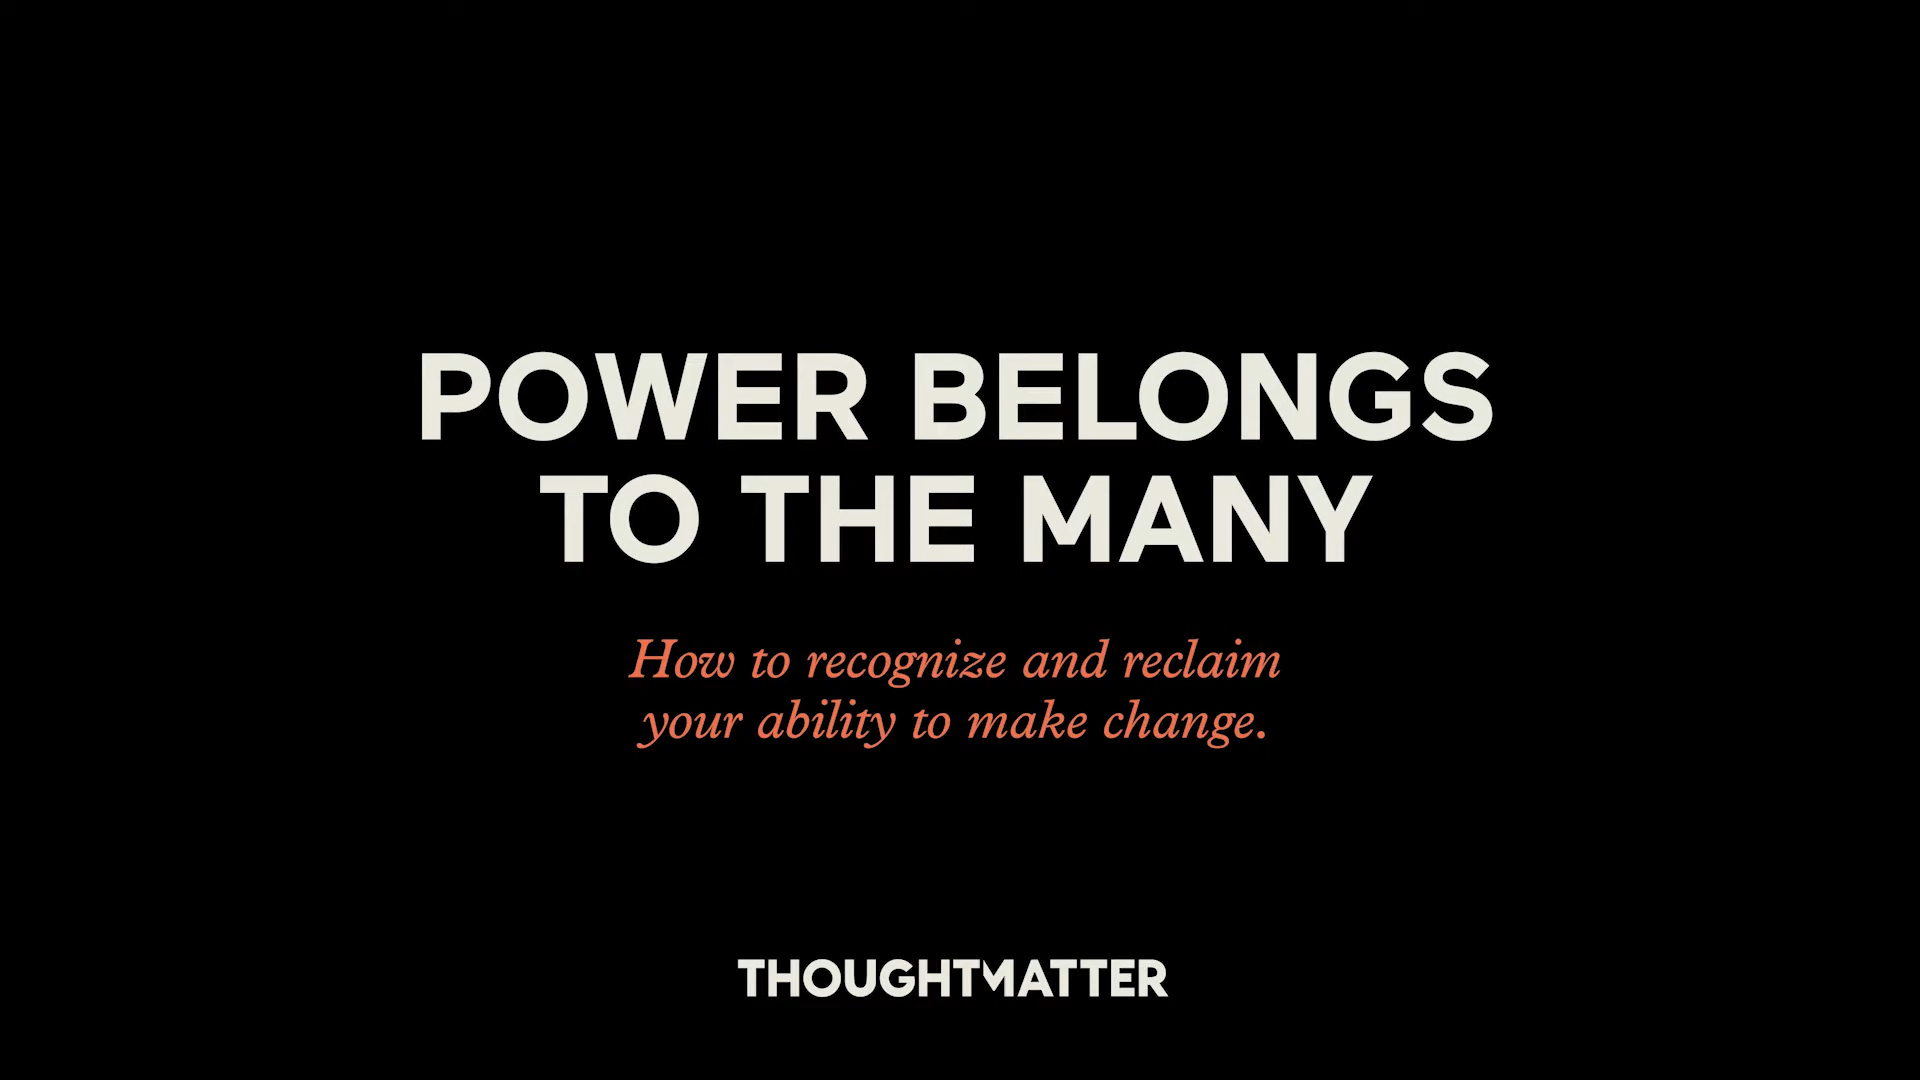 POWER BELONGS
TO THE MANY
How to recognize and reclaim
your ability to make change.
THOUGHTMATTER